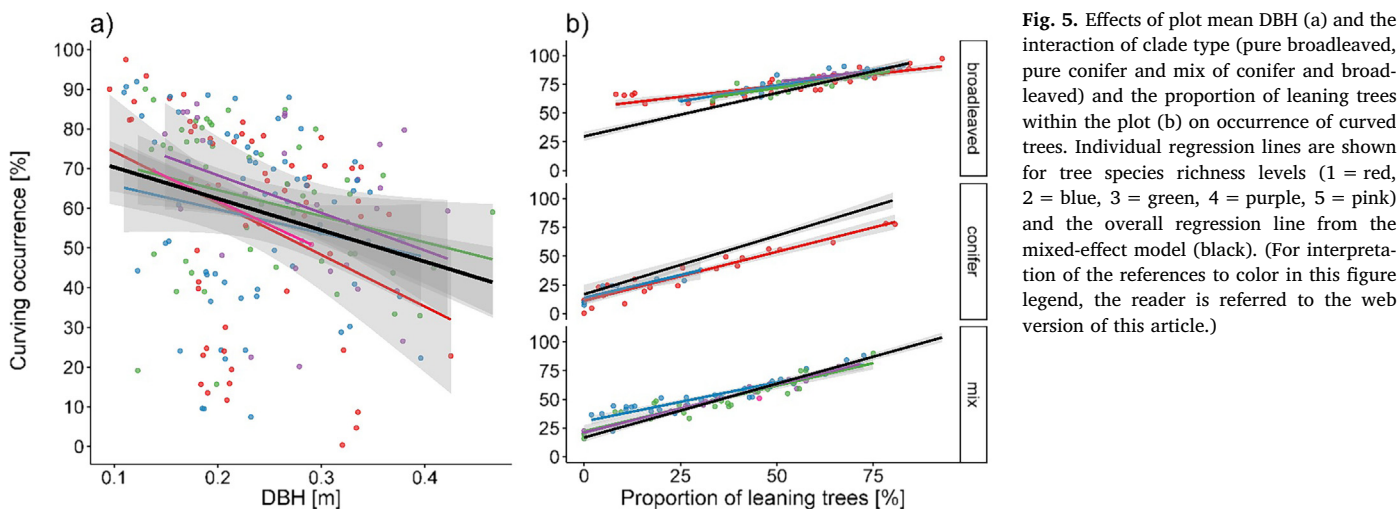 a)
100
90
80
70
60
50
40
30
20
10
0
Curving occurrence [%]
0.1 0.2 0.3 0.4
DBH [m]
b)
100
75
50
25
0
broadleaved
100
75
50
25
0
conifer
100
75
50
25
0
mix
0 25 50 75
Proportion of leaning trees [%]
Fig. 5. Effects of plot mean DBH (a) and the
interaction of clade type (pure broadleaved,
pure conifer and mix of conifer and broad-
leaved) and the proportion of leaning trees
within the plot (b) on occurrence of curved
trees. Individual regression lines are shown
for tree species richness levels (1 = red,
2 = blue, 3 = green, 4 = purple, 5 = pink)
and the overall regression line from the
mixed-effect model (black). (For interpreta-
tion of the references to color in this figure
legend, the reader is referred to the web
version of this article.)